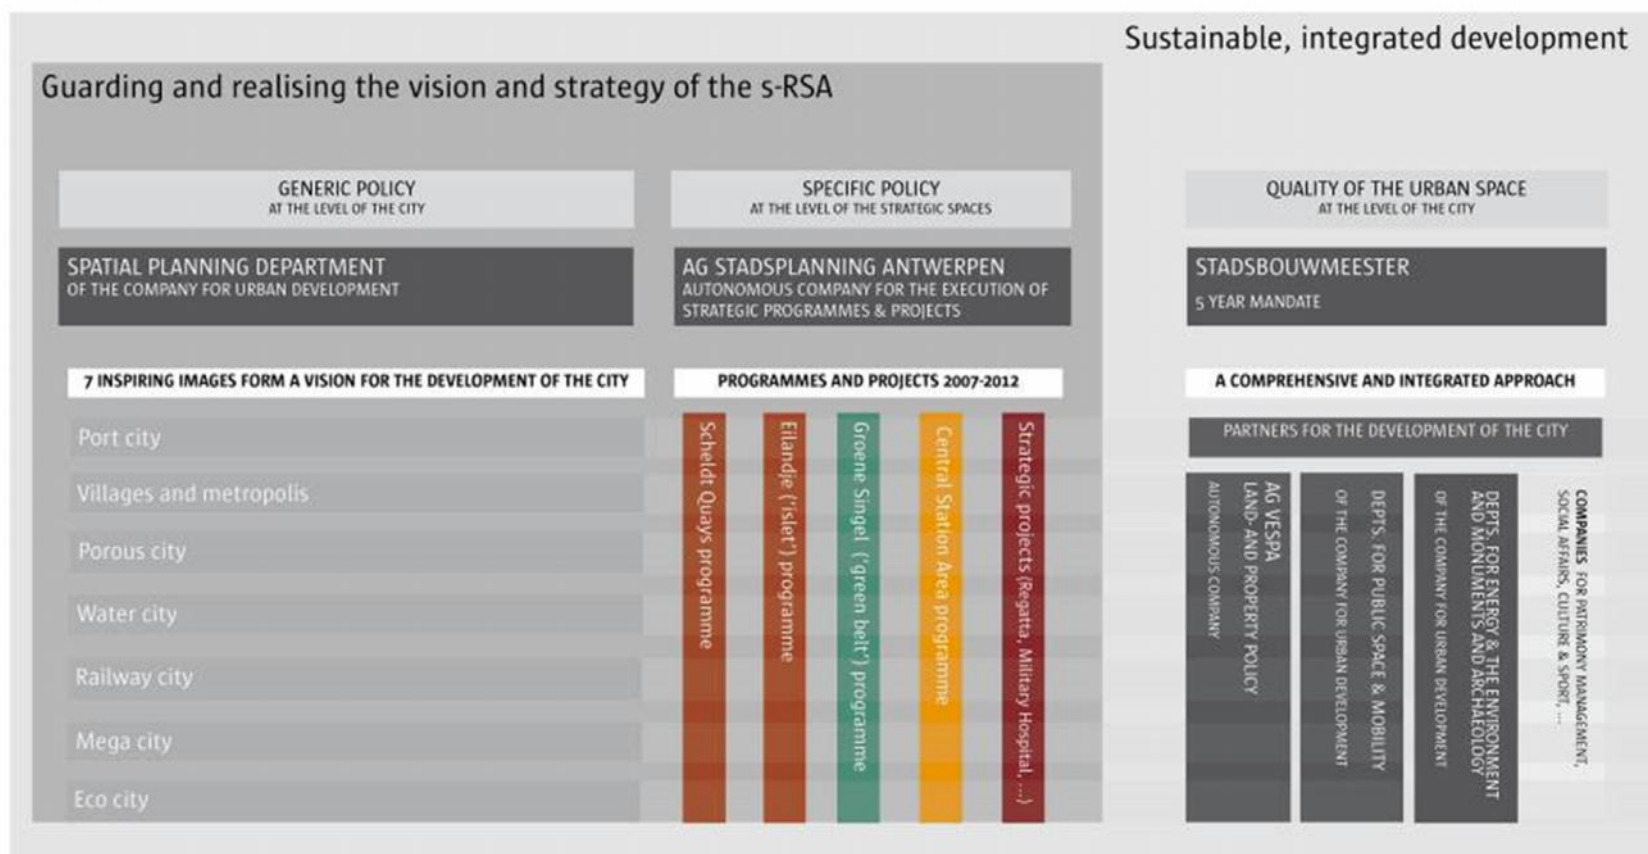 Sustainable, integrated development
Guarding and realising the vision and strategy of the s-RSA
GENERIC POLICY
AT THE LEVEL OF THE CITY
SPATIAL PLANNING DEPARTMENT
OF THE COMPANY FOR URBAN DEVELOPMENT
7 INSPIRING IMAGES FORM A VISION FOR THE DEVELOPMENT OF THE CITY
Port city
Villages and metropolis
Porous city
Water city
Railway city
Mega city
Eco city
SPECIFIC POLICY
AT THE LEVEL OF THE STRATEGIC SPACES
AG STADSPLANNING ANTWERPEN
AUTONOMOUS COMPANY FOR THE EXECUTION OF
STRATEGIC PROGRAMMES & PROJECTS
PROGRAMMES AND PROJECTS 2007-2012
Scheldt Quays programme
Eilandje ('islet') programme
Groene Singel ('green belt') programme
Central Station Area programme
Strategic projects (Regatta, Military Hospital, ...)
QUALITY OF THE URBAN SPACE
AT THE LEVEL OF THE CITY
STADSBOUWMEESTER
5 YEAR MANDATE
A COMPREHENSIVE AND INTEGRATED APPROACH
PARTNERS FOR THE DEVELOPMENT OF THE CITY
AG VESPA
LAND- AND PROPERTY POLICY
AUTONOMOUS COMPANY
DEPTS. FOR PUBLIC SPACE & MOBILITY
OF THE COMPANY FOR URBAN DEVELOPMENT
DEPTS. FOR ENERGY & THE ENVIRONMENT
AND MONUMENTS AND ARCHAEOLOGY
OF THE COMPANY FOR URBAN DEVELOPMENT
COMPANIES FOR PATRIMONY MANAGEMENT,
SOCIAL AFFAIRS, CULTURE & SPORT, ...